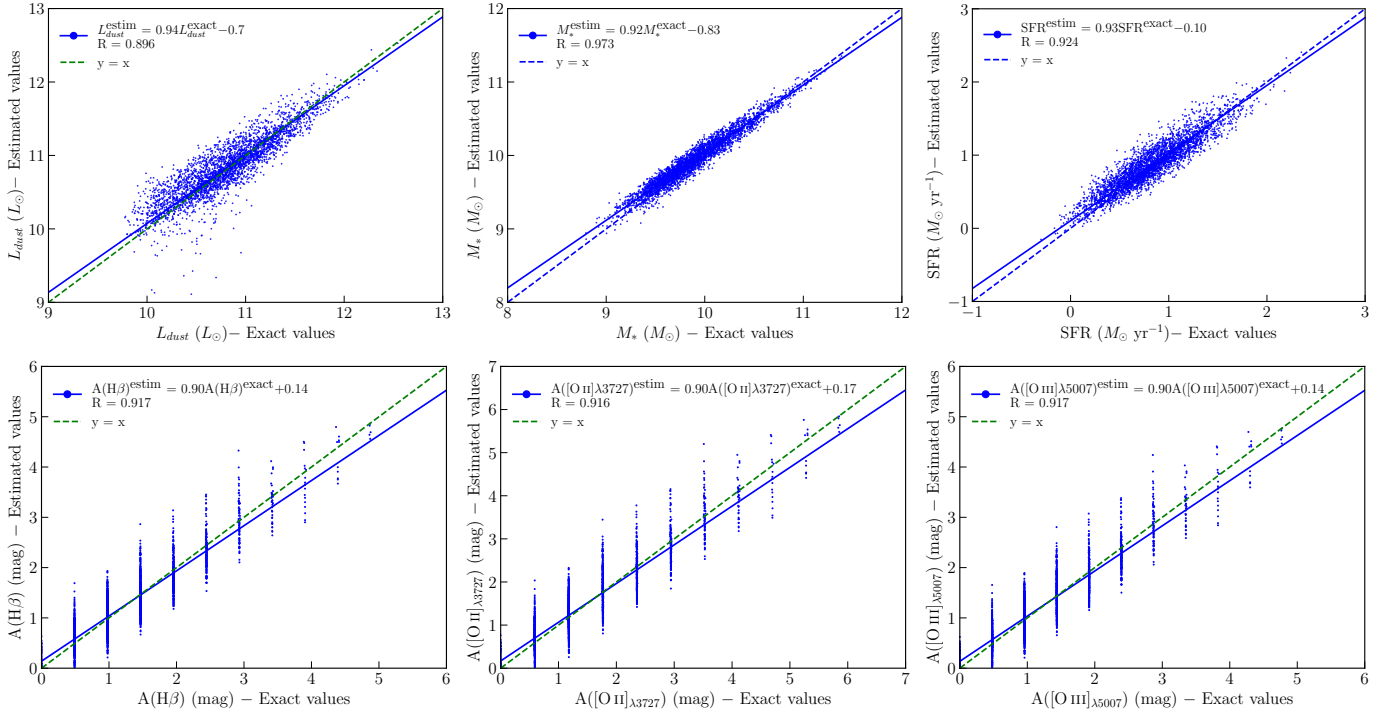 L_dust^estim = 0.94L_dust^exact−0.7
R = 0.896
y = x
13
12
11
10
9
9 10 11 12 13
L_dust (L_⊙)− Estimated values
L_dust (L_⊙)− Exact values
M_*^estim = 0.92M_*^exact−0.83
R = 0.973
y = x
12
11
10
9
8
8 9 10 11 12
M_* (M_⊙) − Estimated values
M_* (M_⊙) − Exact values
SFR^estim = 0.93SFR^exact−0.10
R = 0.924
y = x
3
2
1
0
−1
−1 0 1 2 3
SFR (M_⊙ yr^−1)− Estimated values
SFR (M_⊙ yr^−1)− Exact values
A(Hβ)^estim = 0.90A(Hβ)^exact+0.14
R = 0.917
y = x
6
5
4
3
2
1
0
0 1 2 3 4 5 6
A(Hβ) (mag) − Estimated values
A(Hβ) (mag) − Exact values
A([O II]λ3727)^estim = 0.90A([O II]λ3727)^exact+0.17
R = 0.916
y = x
7
6
5
4
3
2
1
0
0 1 2 3 4 5 6 7
A([O II]_λ3727) (mag) − Estimated values
A([O II]_λ3727) (mag) − Exact values
A([O III]λ5007)^estim = 0.90A([O III]λ5007)^exact+0.14
R = 0.917
y = x
6
5
4
3
2
1
0
0 1 2 3 4 5 6
A([O III]_λ5007) (mag) − Estimated values
A([O III]_λ5007) (mag) − Exact values